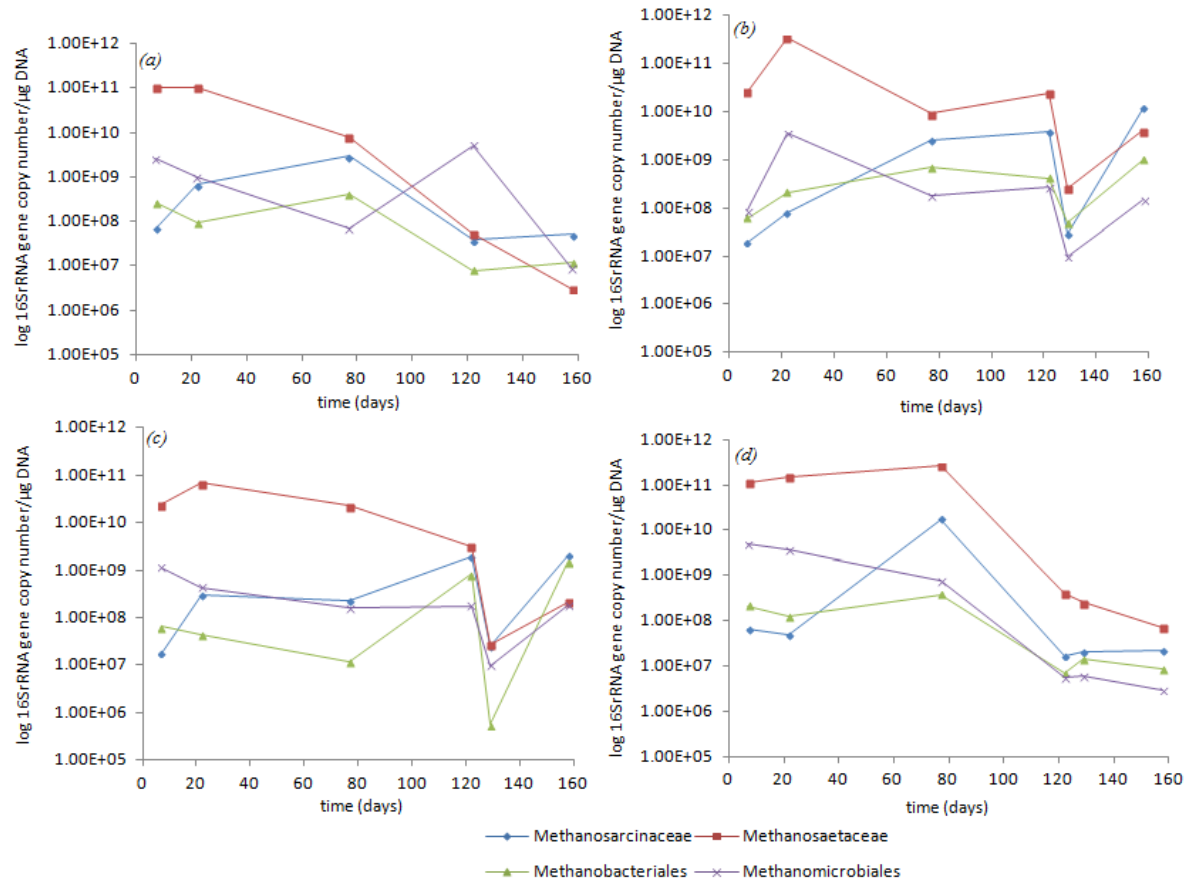 (a)
log 16SrRNA gene copy number/µg DNA
1.00E+12
1.00E+11
1.00E+10
1.00E+09
1.00E+08
1.00E+07
1.00E+06
1.00E+05
0 20 40 60 80 100 120 140 160
time (days)
(b)
log 16SrRNA gene copy number/µg DNA
1.00E+12
1.00E+11
1.00E+10
1.00E+09
1.00E+08
1.00E+07
1.00E+06
1.00E+05
0 20 40 60 80 100 120 140 160
time (days)
(c)
log 16SrRNA gene copy number/µg DNA
1.00E+12
1.00E+11
1.00E+10
1.00E+09
1.00E+08
1.00E+07
1.00E+06
1.00E+05
0 20 40 60 80 100 120 140 160
time (days)
(d)
log 16SrRNA gene copy number/µg DNA
1.00E+12
1.00E+11
1.00E+10
1.00E+09
1.00E+08
1.00E+07
1.00E+06
1.00E+05
0 20 40 60 80 100 120 140 160
time (days)
Methanosarcinaceae Methanosaetaceae
Methanobacteriales Methanomicrobiales